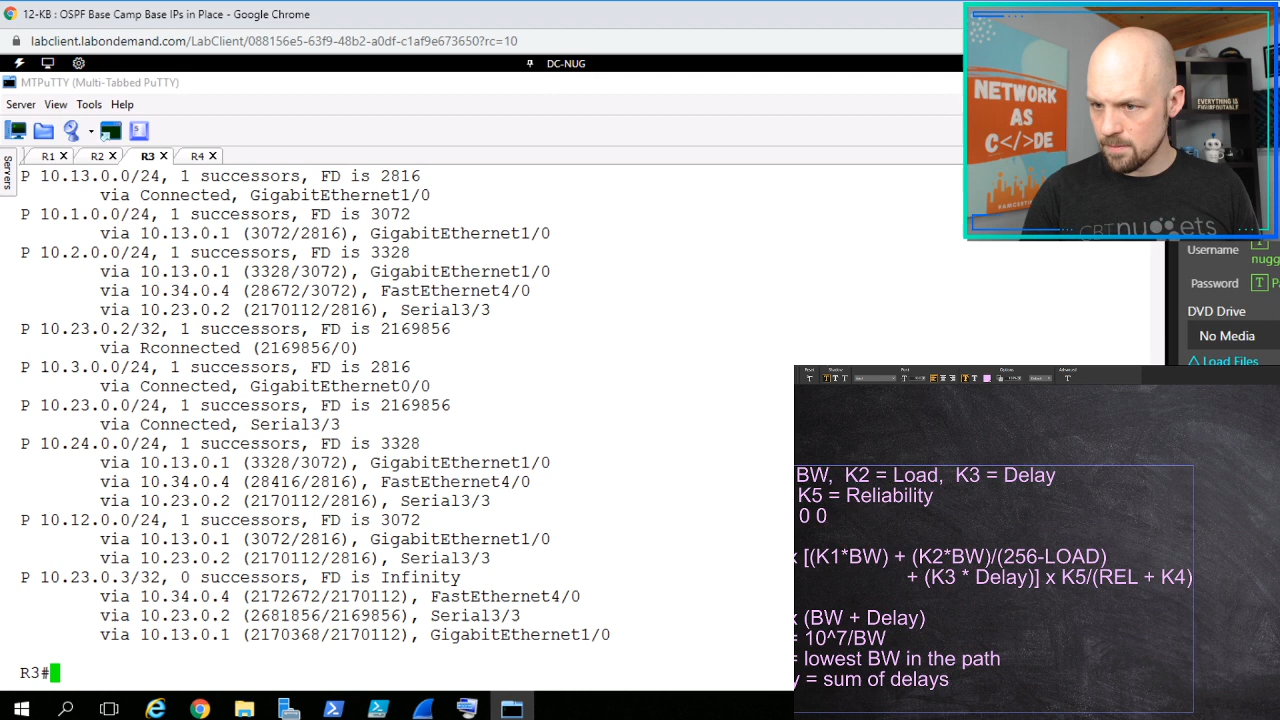 12-KB : OSPF Base Camp Base IPs in Place - Google Chrome
labclient.labondemand.com/LabClient/088156e5-63f9-48b2-a0df-c1af9e673650?rc=10
DC-NUG
MTPuTTY (Multi-Tabbed PuTTY)
Server View Tools Help
R1 R2 R3 R4
Servers
P 10.13.0.0/24, 1 successors, FD is 2816
via Connected, GigabitEthernet1/0
P 10.1.0.0/24, 1 successors, FD is 3072
via 10.13.0.1 (3072/2816), GigabitEthernet1/0
P 10.2.0.0/24, 1 successors, FD is 3328
via 10.13.0.1 (3328/3072), GigabitEthernet1/0
via 10.34.0.4 (28672/3072), FastEthernet4/0
via 10.23.0.2 (2170112/2816), Serial3/3
P 10.23.0.2/32, 1 successors, FD is 2169856
via Rconnected (2169856/0)
P 10.3.0.0/24, 1 successors, FD is 2816
via Connected, GigabitEthernet0/0
P 10.23.0.0/24, 1 successors, FD is 2169856
via Connected, Serial3/3
P 10.24.0.0/24, 1 successors, FD is 3328
via 10.13.0.1 (3328/3072), GigabitEthernet1/0
via 10.34.0.4 (28416/2816), FastEthernet4/0
via 10.23.0.2 (2170112/2816), Serial3/3
P 10.12.0.0/24, 1 successors, FD is 3072
via 10.13.0.1 (3072/2816), GigabitEthernet1/0
via 10.23.0.2 (2170112/2816), Serial3/3
P 10.23.0.3/32, 0 successors, FD is Infinity
via 10.34.0.4 (2172672/2170112), FastEthernet4/0
via 10.23.0.2 (2681856/2169856), Serial3/3
via 10.13.0.1 (2170368/2170112), GigabitEthernet1/0
R3#
NETWORK
AS
C</>DE
EVERYTHING IS
CBTnuggets
Username
nugg
Password
DVD Drive
No Media
Load Files
BW, K2 = Load, K3 = Delay
K5 = Reliability
0 0
x [(K1*BW) + (K2*BW)/(256-LOAD)
+ (K3 * Delay)] x K5/(REL + K4)
x (BW + Delay)
= 10^7/BW
= lowest BW in the path
y = sum of delays